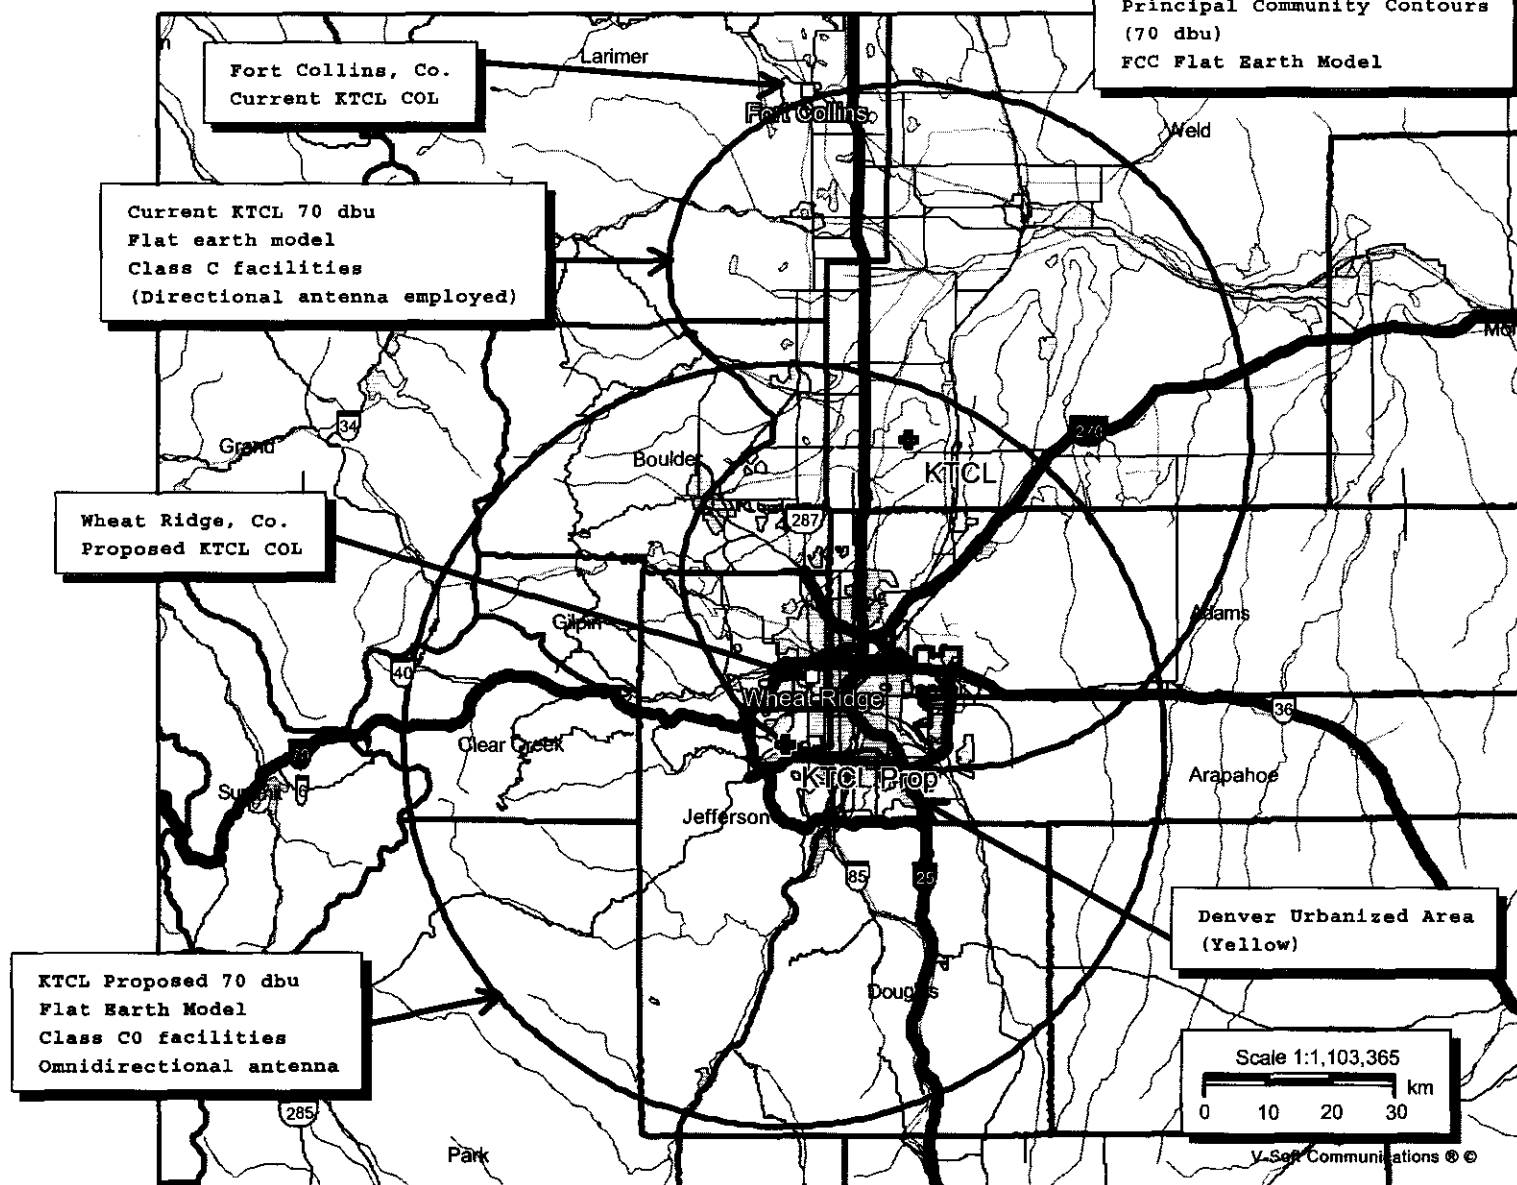 Principal Community Contours
(70 dbu)
FCC Flat Earth Model
Larimer
Fort Collins, Co.
Current KTCL COL
Fort Collins
Weld
Current KTCL 70 dbu
Flat earth model
Class C facilities
(Directional antenna employed)
34
Grand
Boulder
KTCL
287
Wheat Ridge, Co.
Proposed KTCL COL
Gilpin
Adams
40
Wheat Ridge
36
Clear Creek
KTCL Prop
Arapahoe
Summit
6
Jefferson
85
25
Denver Urbanized Area
(Yellow)
KTCL Proposed 70 dbu
Flat Earth Model
Class C0 facilities
Omnidirectional antenna
Douglas
Scale 1:1,103,365
km
0 10 20 30
285
Park
V-Soft Communications ® ©